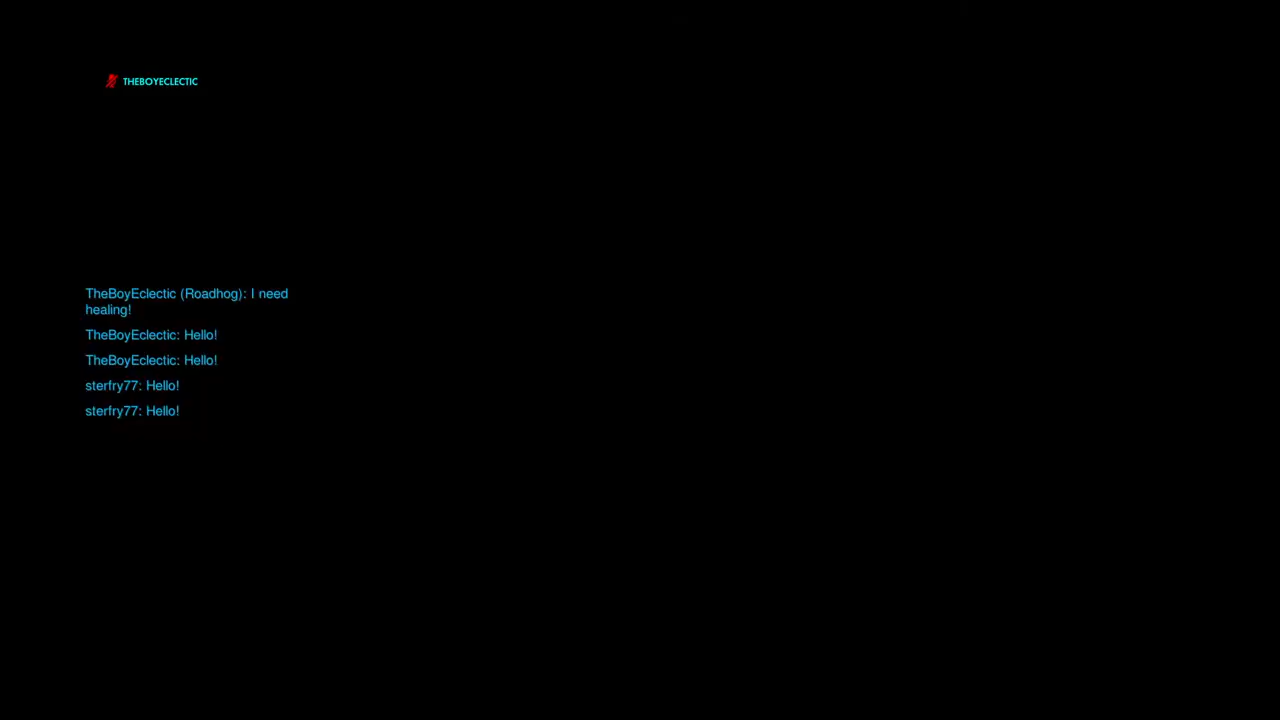 THEBOYECLECTIC
TheBoyEclectic (Roadhog): I need
healing!
TheBoyEclectic: Hello!
TheBoyEclectic: Hello!
sterfry77: Hello!
sterfry77: Hello!